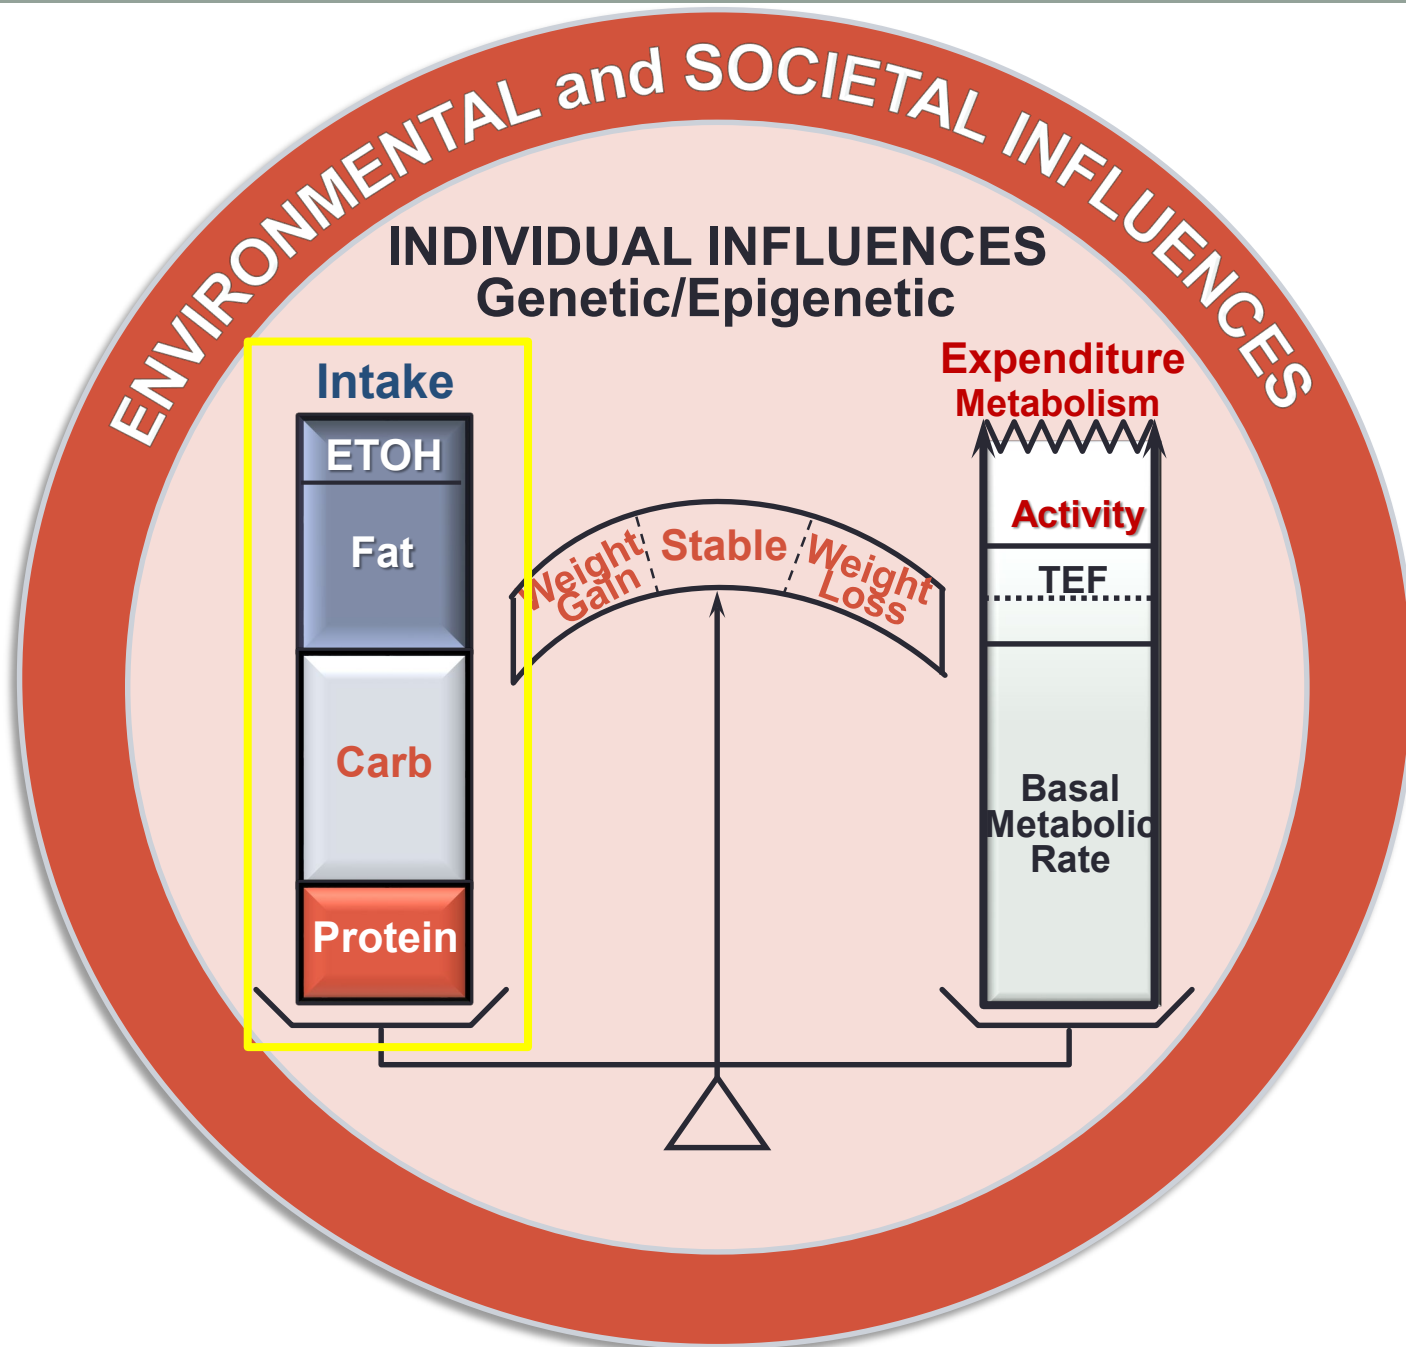 ENVIRONMENTAL and SOCIETAL INFLUENCES
INDIVIDUAL INFLUENCES
Genetic/Epigenetic
Intake
ETOH
Fat
Carb
Protein
Weight
Gain
Stable
Weight
Loss
Expenditure
Metabolism
Activity
TEF
Basal
Metabolic
Rate